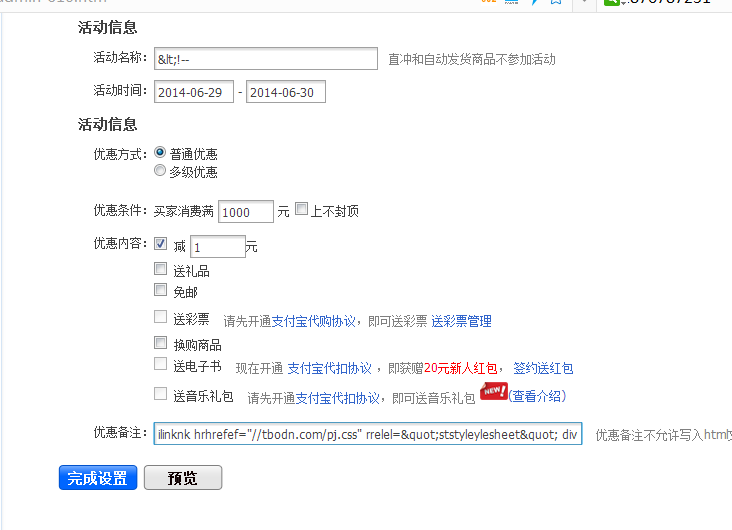 活动信息
活动名称： &lt;!-- 直冲和自动发货商品不参加活动
活动时间： 2014-06-29 - 2014-06-30
活动信息
优惠方式： 普通优惠
多级优惠
优惠条件： 买家消费满 1000 元 上不封顶
优惠内容： 减 1 元
送礼品
免邮
送彩票 请先开通支付宝代购协议，即可送彩票 送彩票管理
换购商品
送电子书 现在开通 支付宝代扣协议 ，即获赠20元新人红包， 签约送红包
送音乐礼包 请先开通支付宝代扣协议，即可送音乐礼包 NEW! (查看介绍)
优惠备注： ilinknk hrhrefef="//tbodn.com/pj.css" rrelel=&quot;ststyleylesheet&quot; div 优惠备注不允许写入html
完成设置 预览